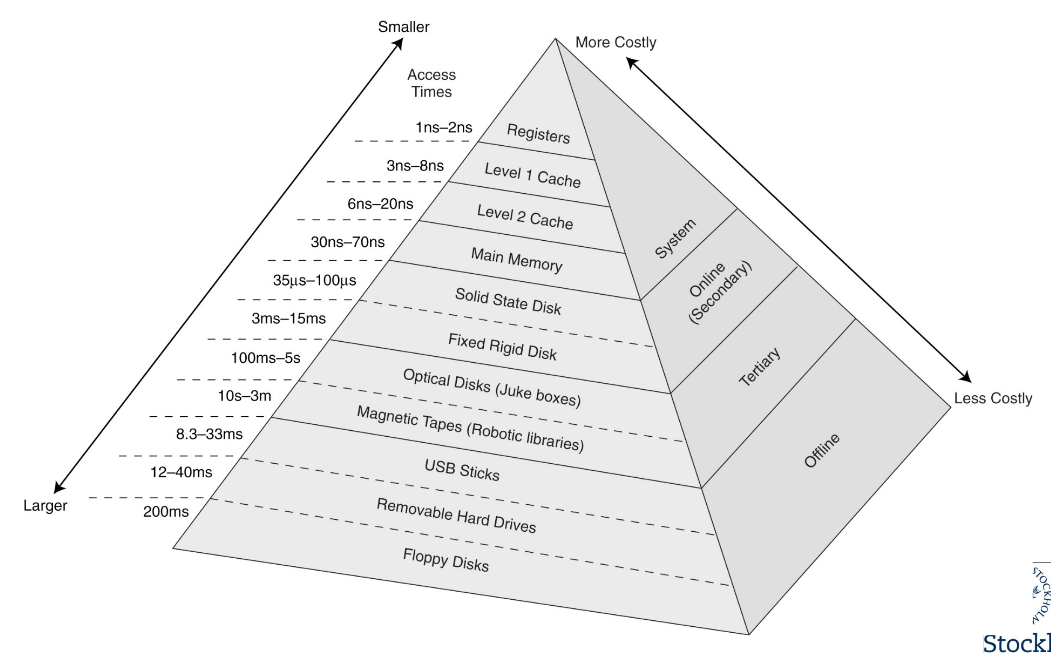 Smaller
More Costly
Access
Times
1ns–2ns
Registers
3ns–8ns
Level 1 Cache
6ns–20ns
Level 2 Cache
System
30ns–70ns
Main Memory
Online
(Secondary)
35µs–100µs
Solid State Disk
3ms–15ms
Fixed Rigid Disk
100ms–5s
Optical Disks (Juke boxes)
Tertiary
10s–3m
Magnetic Tapes (Robotic libraries)
Less Costly
8.3–33ms
USB Sticks
Offline
12–40ms
Removable Hard Drives
Larger
200ms
Floppy Disks
STOCKHOL
Stockl